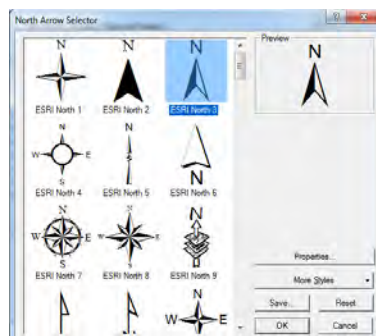 North Arrow Selector
Preview
N
N
N
N
ESRI North 1
ESRI North 2
ESRI North 3
N
W E
S
N
S
N
ESRI North 4
ESRI North 5
ESRI North 6
N
W E
S
N
W E
S
N
ESRI North 7
ESRI North 8
ESRI North 9
Properties...
More Styles
N
W E
Save...
Reset
OK
Cancel